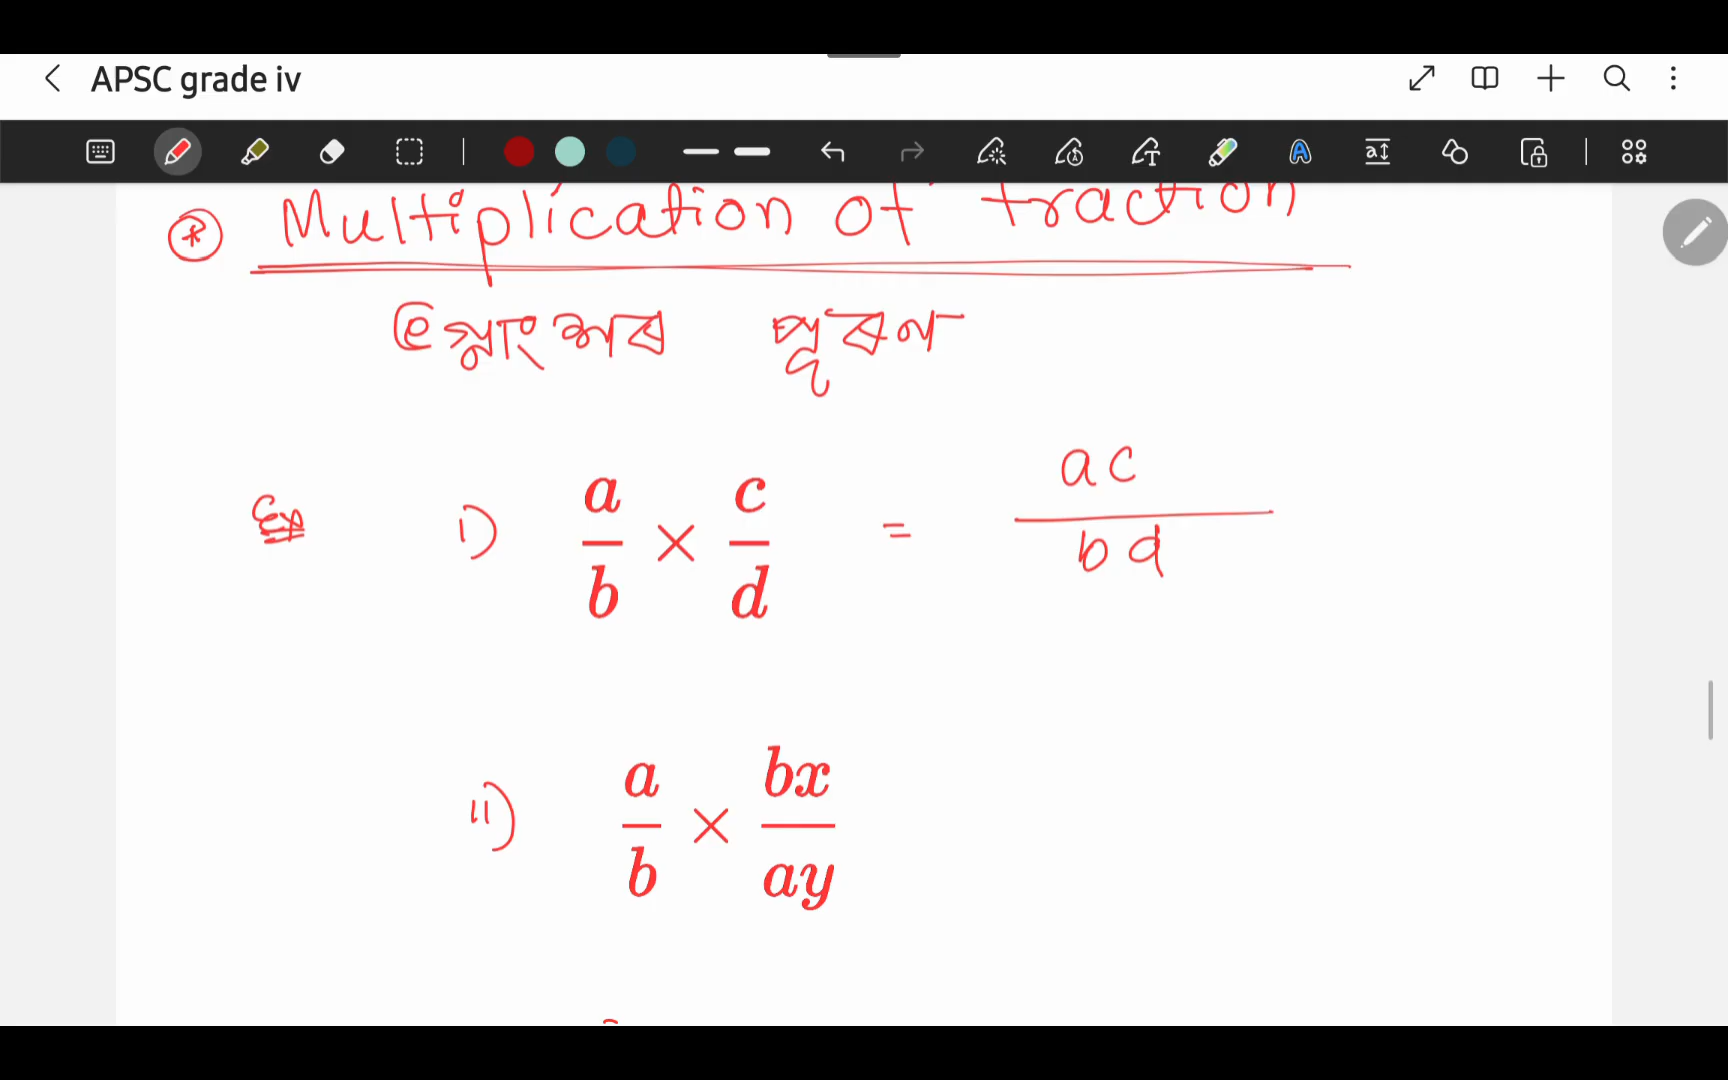 APSC grade iv
Multiplication of fraction
ভগ্নাংশৰ পূৰণ
Ex i) a/b × c/d = ac/bd
ii) a/b × bx/ay